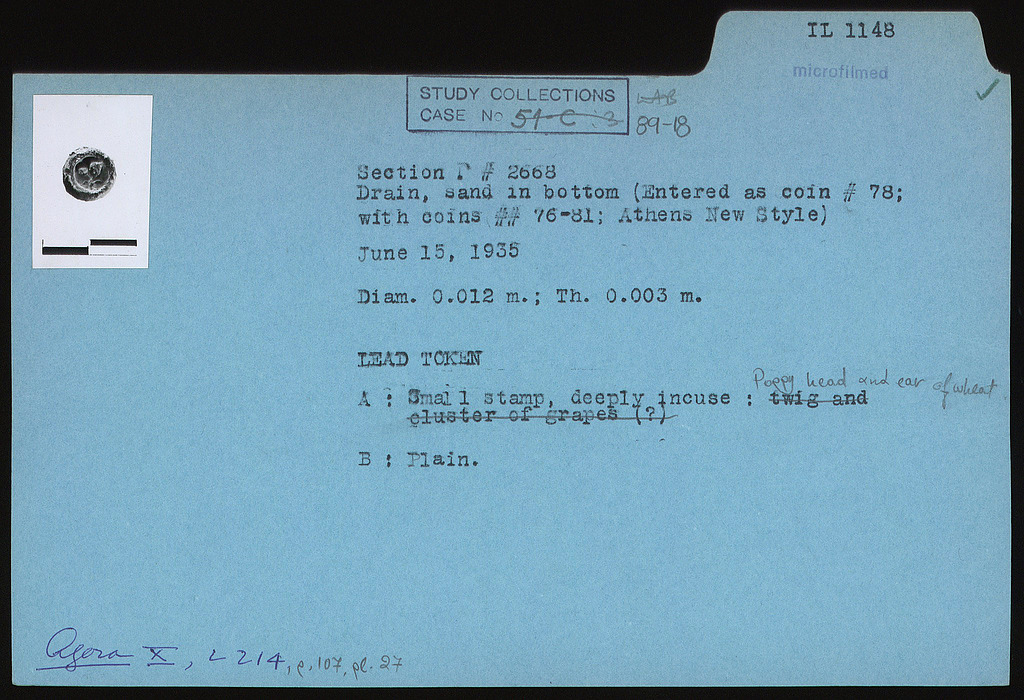 IL 1148
microfilmed
STUDY COLLECTIONS
CASE No 54-C :3
LAB
89-18
Section Γ # 2668
Drain, sand in bottom (Entered as coin # 78;
with coins ## 76-81; Athens New Style)
June 15, 1935
Diam. 0.012 m.; Th. 0.003 m.
LEAD TOKEN
Poppy head and ear of wheat
A : Small stamp, deeply incuse : twig and
cluster of grapes (?)
B : Plain.
Agora X, L 214, p. 107, pl. 27